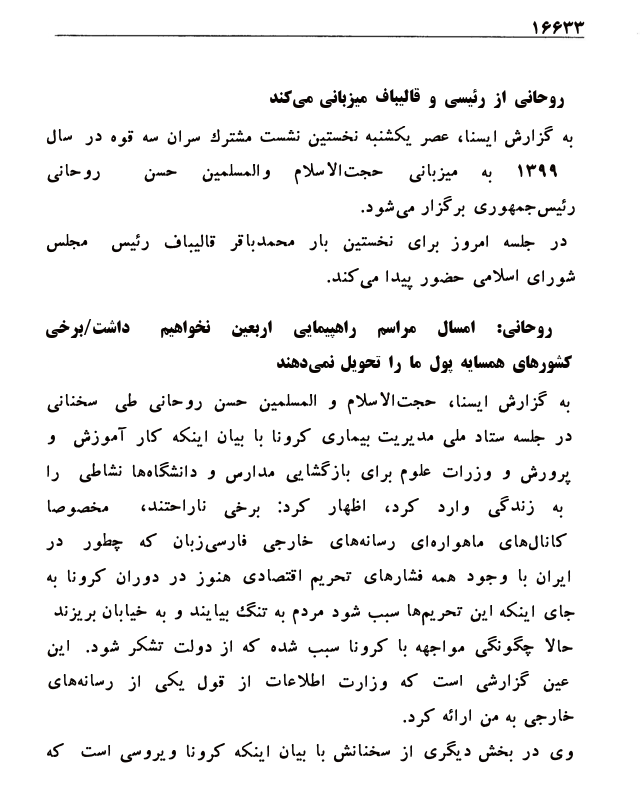 ۱۶۶۳۳
روحانی از رئیسی و قالیباف میزبانی می‌کند
به گزارش ایسنا، عصر یکشنبه نخستین نشست مشترک سران سه قوه در سال
۱۳۹۹ به میزبانی حجت‌الاسلام والمسلمین حسن روحانی
رئیس‌جمهوری برگزار می‌شود.
در جلسه امروز برای نخستین بار محمدباقر قالیباف رئیس مجلس
شورای اسلامی حضور پیدا می‌کند.
روحانی: امسال مراسم راهپیمایی اربعین نخواهیم داشت/برخی
کشورهای همسایه پول ما را تحویل نمی‌دهند
به گزارش ایسنا، حجت‌الاسلام و المسلمین حسن روحانی طی سخنانی
در جلسه ستاد ملی مدیریت بیماری کرونا با بیان اینکه کار آموزش و
پرورش و وزرات علوم برای بازگشایی مدارس و دانشگاه‌ها نشاطی را
به زندگی وارد کرد، اظهار کرد: برخی ناراحتند، مخصوصا
کانال‌های ماهواره‌ای رسانه‌های خارجی فارسی‌زبان که چطور در
ایران با وجود همه فشارهای تحریم اقتصادی هنوز در دوران کرونا به
جای اینکه این تحریم‌ها سبب شود مردم به تنگ بیایند و به خیابان بریزند
حالا چگونگی مواجهه با کرونا سبب شده که از دولت تشکر شود. این
عین گزارشی است که وزارت اطلاعات از قول یکی از رسانه‌های
خارجی به من ارائه کرد.
وی در بخش دیگری از سخنانش با بیان اینکه کرونا ویروسی است که